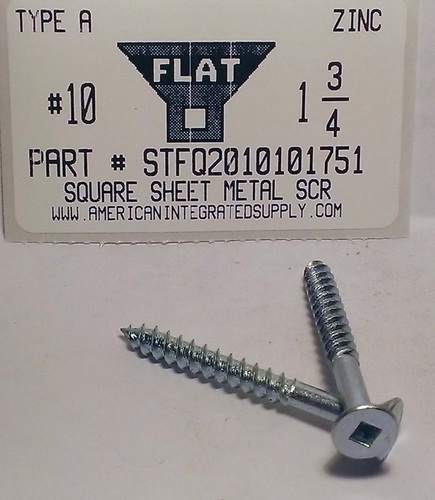 TYPE A ZINC
FLAT
#10 1 3/4
PART # STFQ2010101751
SQUARE SHEET METAL SCR
WWW.AMERICANINTEGRATEDSUPPLY.COM